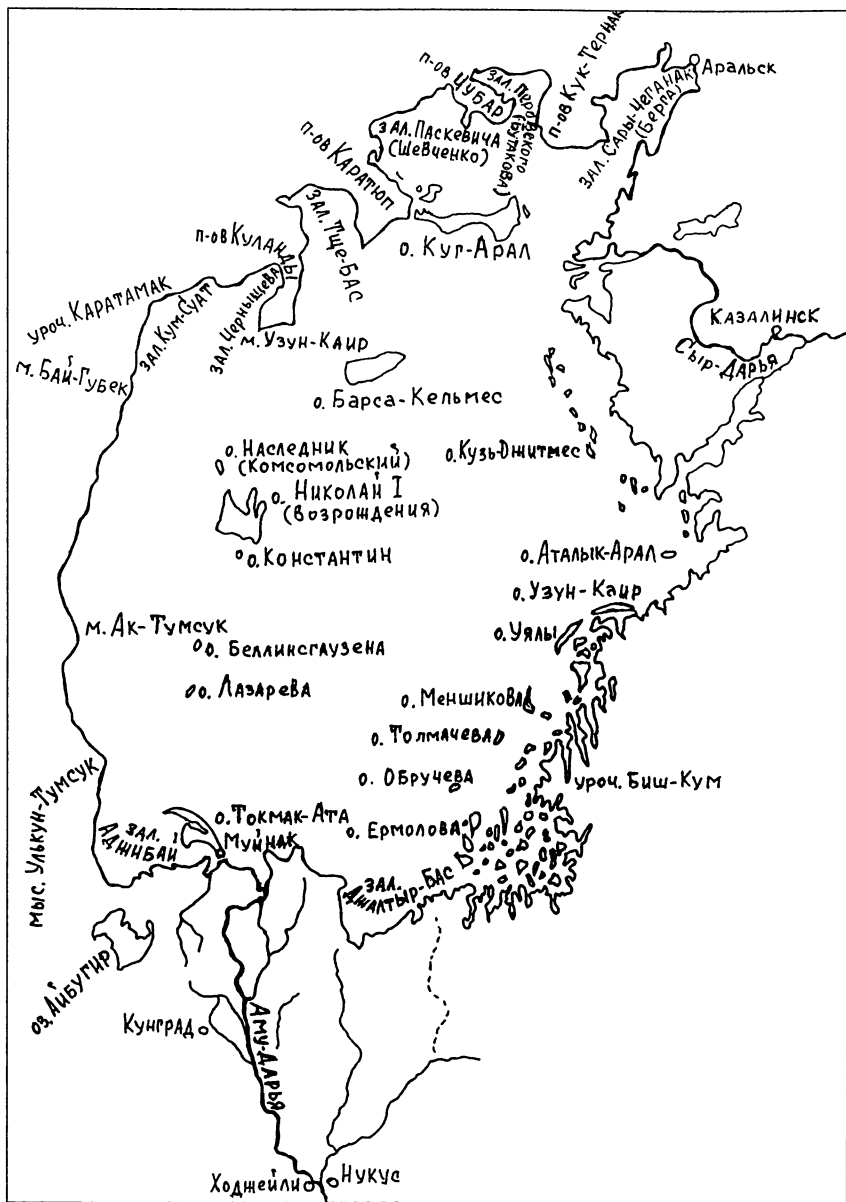 п-ов ЧУБАР
зал. Перовского
(Бутакова)
п-ов Кук-Тернак
Аральск
зал. Сары-Чеганак
(Берга)
зал. Паскевича
(Шевченко)
п-ов Каратюп
зал. Тще-Бас
п-ов Куланды
о. Куг-Арал
уроч. Каратамак
зал. Кум-Суат
зал. Чернышева
м. Узун-Каир
м. Бай-Губек
Казалинск
Сыр-Дарья
о. Барса-Кельмес
о. Наследник
(Комсомольский)
о. Кузь-Джитмес
о. Николай I
(Возрождения)
о. Константин
о. Аталык-Арал
о. Узун-Каир
м. Ак-Тумсук
о. Уялы
о. Беллинсгаузена
о. Лазарева
о. Меншикова
о. Толмачева
о. Обручева
уроч. Биш-Кум
мыс. Улькун-Тумсук
зал.
Аджибай
о. Токмак-Ата
Муйнак
о. Ермолова
зал.
Джалтыр-Бас
оз. Айбугир
Кунград
Аму-Дарья
Ходжейли
Нукус